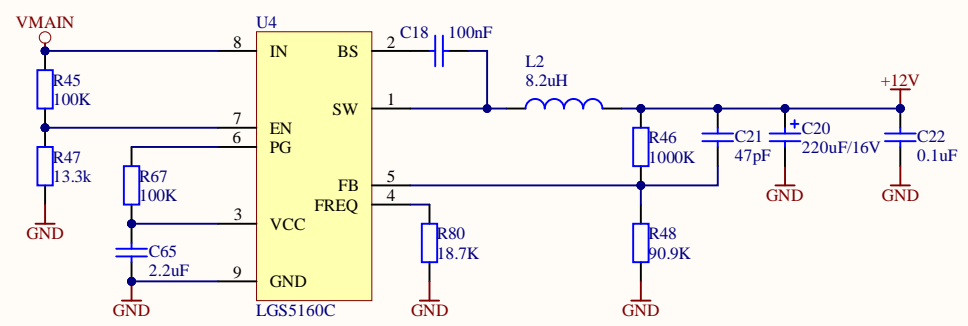 VMAIN
U4
8
IN
BS
2
C18
100nF
R45
100K
L2
8.2uH
SW
1
+12V
7
EN
6
PG
R47
13.3k
R46
1000K
C21
47pF
+
C20
220uF/16V
C22
0.1uF
R67
100K
FB
5
FREQ
4
GND
GND
GND
3
VCC
R80
18.7K
R48
90.9K
C65
2.2uF
9
GND
GND
LGS5160C
GND
GND